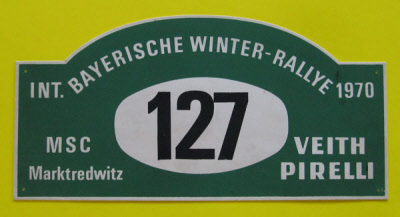 INT. BAYERISCHE WINTER-RALLYE 1970
127
MSC
Marktredwitz
VEITH
PIRELLI